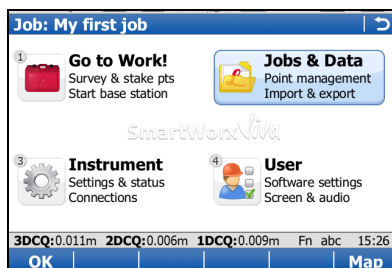 Job: My first job
1
Go to Work!
Survey & stake pts
Start base station
Jobs & Data
Point management
Import & export
SmartWorx Viva
3
Instrument
Settings & status
Connections
4
User
Software settings
Screen & audio
3DCQ:0.011m 2DCQ:0.006m 1DCQ:0.009m Fn abc 15:26
OK Map